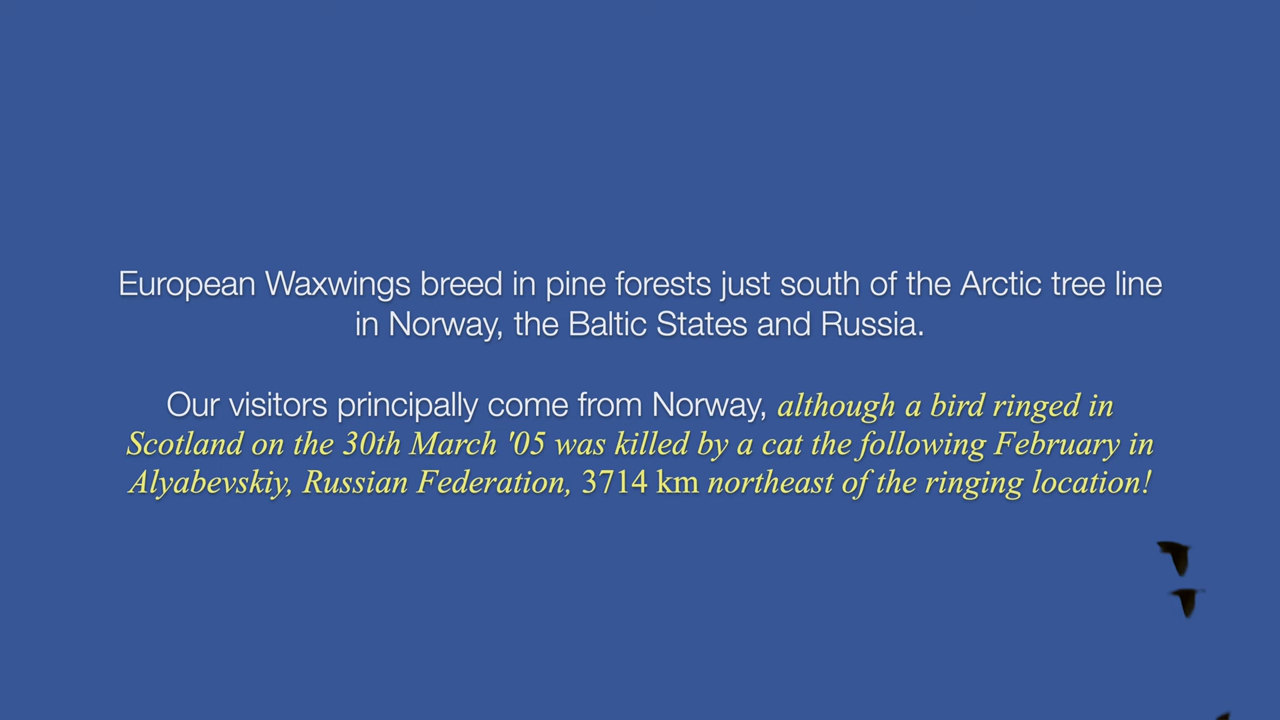 European Waxwings breed in pine forests just south of the Arctic tree line
in Norway, the Baltic States and Russia.
Our visitors principally come from Norway, although a bird ringed in
Scotland on the 30th March '05 was killed by a cat the following February in
Alyabevskiy, Russian Federation, 3714 km northeast of the ringing location!